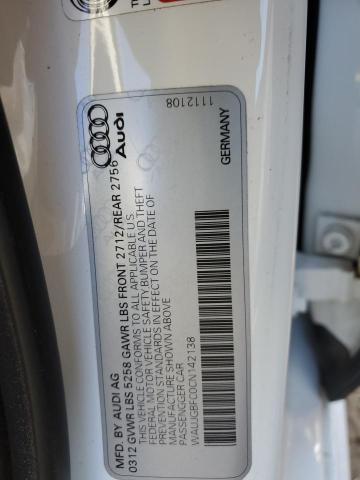 MFD. BY AUDI AG
0312 GVWR LBS 5258 GAWR LBS FRONT 2712/REAR 2756
THIS VEHICLE CONFORMS TO ALL APPLICABLE U.S.
FEDERAL MOTOR VEHICLE SAFETY BUMPER AND THEFT
PREVENTION STANDARDS IN EFFECT ON THE DATE OF
MANUFACTURE SHOWN ABOVE
PASSENGGER CAR
WAUJGBFC0CN142138
Audi
GERMANY
1112108